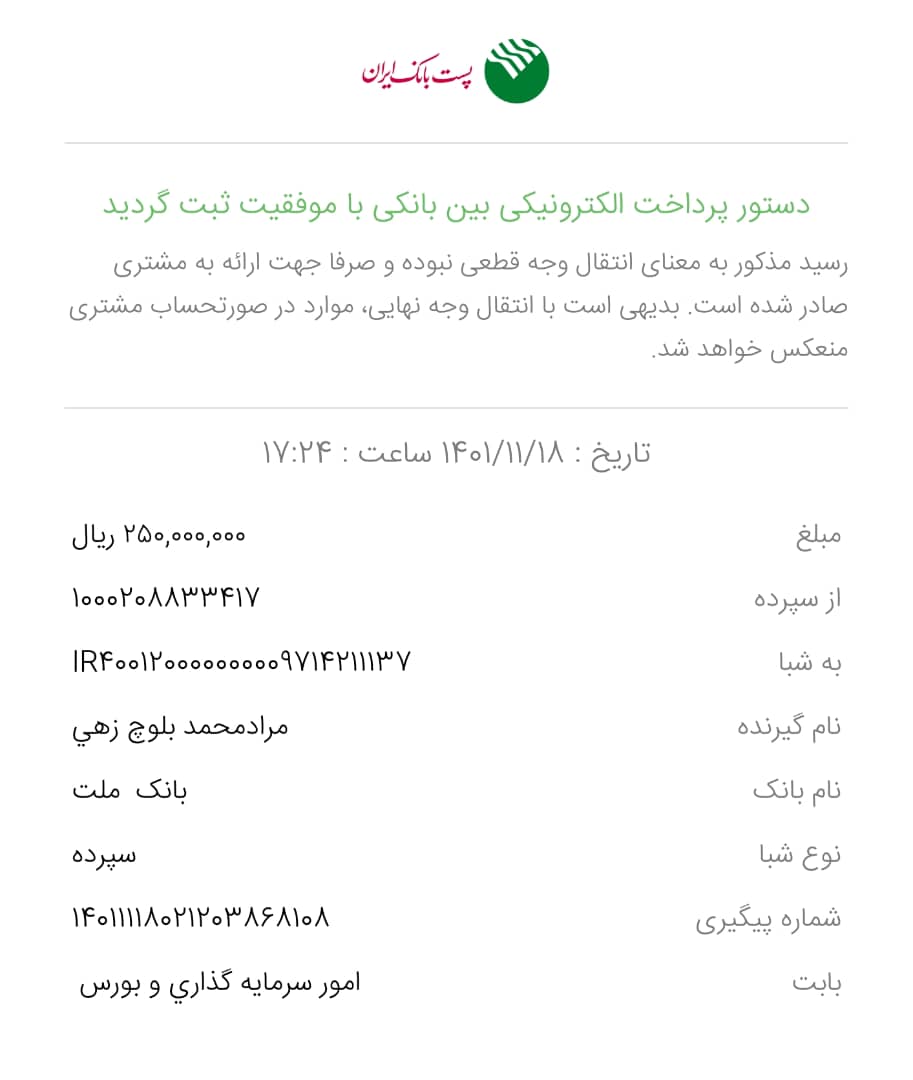 پست بانک ایران
دستور پرداخت الکترونیکی بین بانکی با موفقیت ثبت گردید
رسید مذکور به معنای انتقال وجه قطعی نبوده و صرفا جهت ارائه به مشتری
صادر شده است. بدیهی است با انتقال وجه نهایی، موارد در صورتحساب مشتری
منعکس خواهد شد.
تاریخ : ۱۴۰۱/۱۱/۱۸ ساعت : ۱۷:۲۴
مبلغ ۲۵۰,۰۰۰,۰۰۰ ریال
از سپرده ۱۰۰۰۲۰۸۸۳۳۴۱۷
به شبا IR۴۰۰۱۲۰۰۰۰۰۰۰۰۰۰۹۷۱۴۲۱۱۱۳۷
نام گیرنده مرادمحمد بلوچ زهي
نام بانک بانک ملت
نوع شبا سپرده
شماره پیگیری ۱۴۰۱۱۱۱۸۰۲۱۲۰۳۸۶۸۱۰۸
بابت امور سرمایه گذاري و بورس